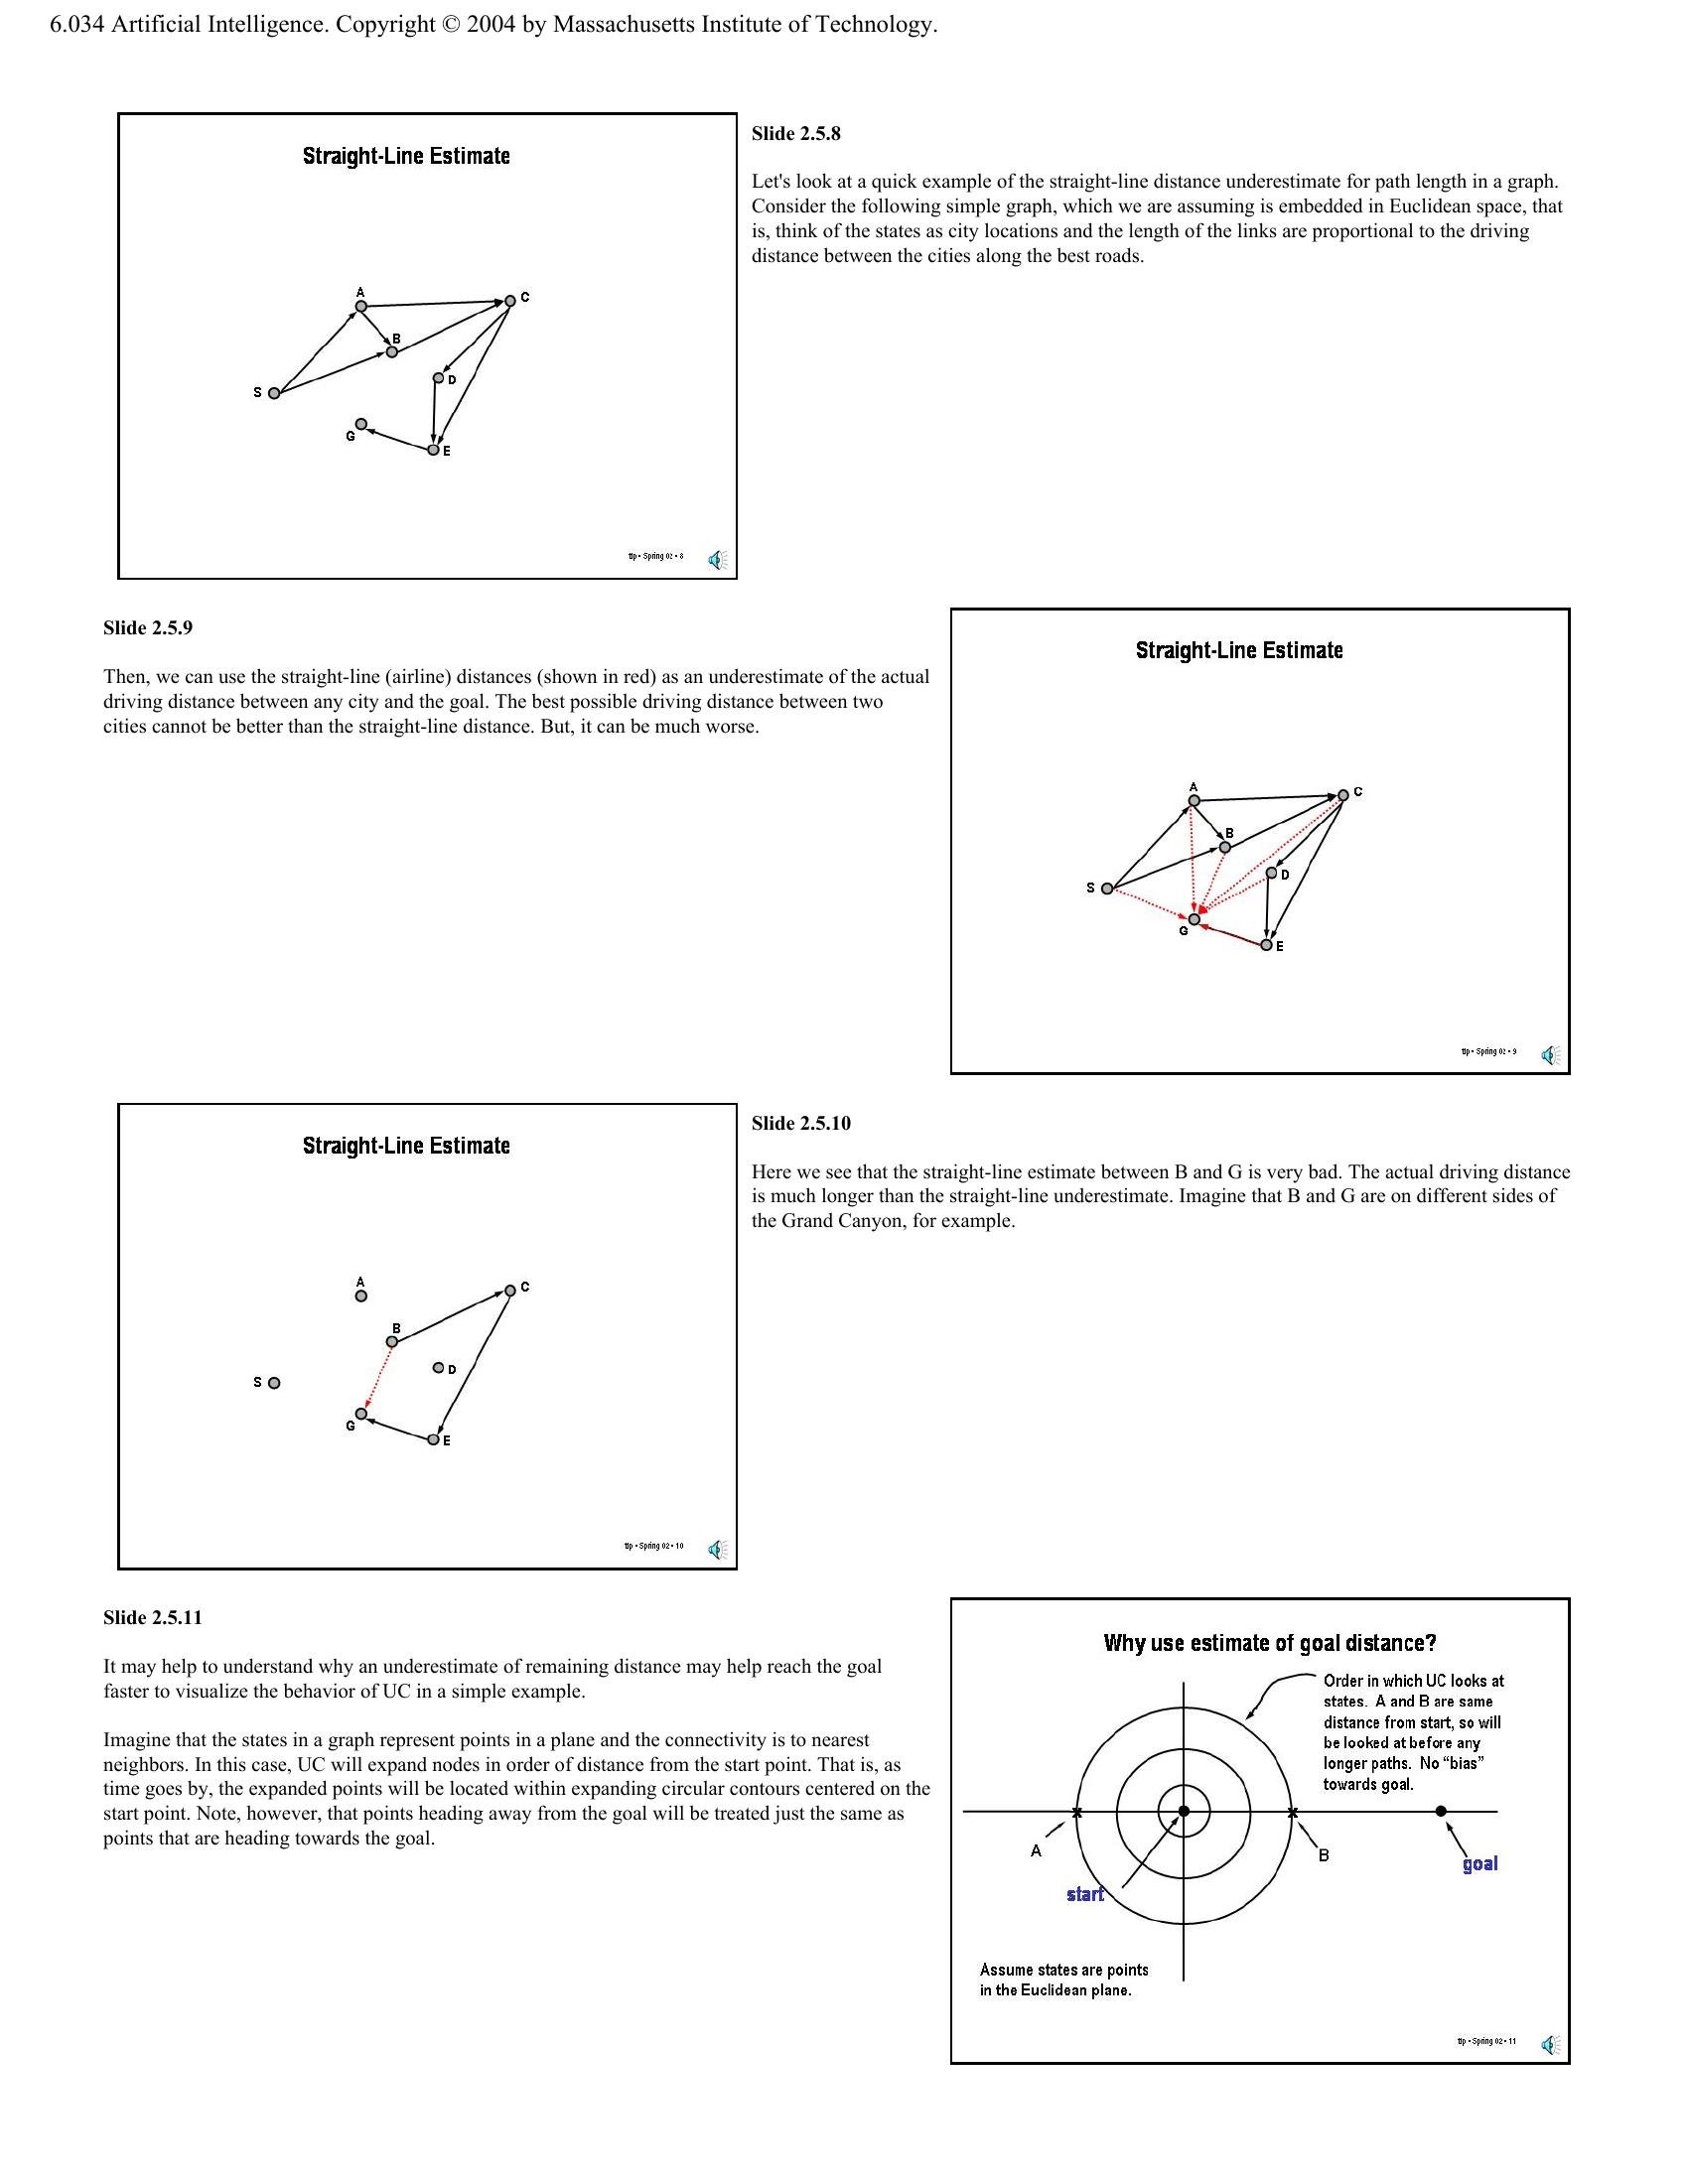 6.034 Artificial Intelligence. Copyright © 2004 by Massachusetts Institute of Technology.
Straight-Line Estimate
A
C
B
D
S
G
E
tlp • Spring 02 • 8
Slide 2.5.8
Let's look at a quick example of the straight-line distance underestimate for path length in a graph.
Consider the following simple graph, which we are assuming is embedded in Euclidean space, that
is, think of the states as city locations and the length of the links are proportional to the driving
distance between the cities along the best roads.
Slide 2.5.9
Then, we can use the straight-line (airline) distances (shown in red) as an underestimate of the actual
driving distance between any city and the goal. The best possible driving distance between two
cities cannot be better than the straight-line distance. But, it can be much worse.
Straight-Line Estimate
A
C
B
D
S
G
E
tlp • Spring 02 • 9
Straight-Line Estimate
A
C
B
D
S
G
E
tlp • Spring 02 • 10
Slide 2.5.10
Here we see that the straight-line estimate between B and G is very bad. The actual driving distance
is much longer than the straight-line underestimate. Imagine that B and G are on different sides of
the Grand Canyon, for example.
Slide 2.5.11
It may help to understand why an underestimate of remaining distance may help reach the goal
faster to visualize the behavior of UC in a simple example.
Imagine that the states in a graph represent points in a plane and the connectivity is to nearest
neighbors. In this case, UC will expand nodes in order of distance from the start point. That is, as
time goes by, the expanded points will be located within expanding circular contours centered on the
start point. Note, however, that points heading away from the goal will be treated just the same as
points that are heading towards the goal.
Why use estimate of goal distance?
Order in which UC looks at
states. A and B are same
distance from start, so will
be looked at before any
longer paths. No “bias”
towards goal.
A
B
goal
start
Assume states are points
in the Euclidean plane.
tlp • Spring 02 • 11